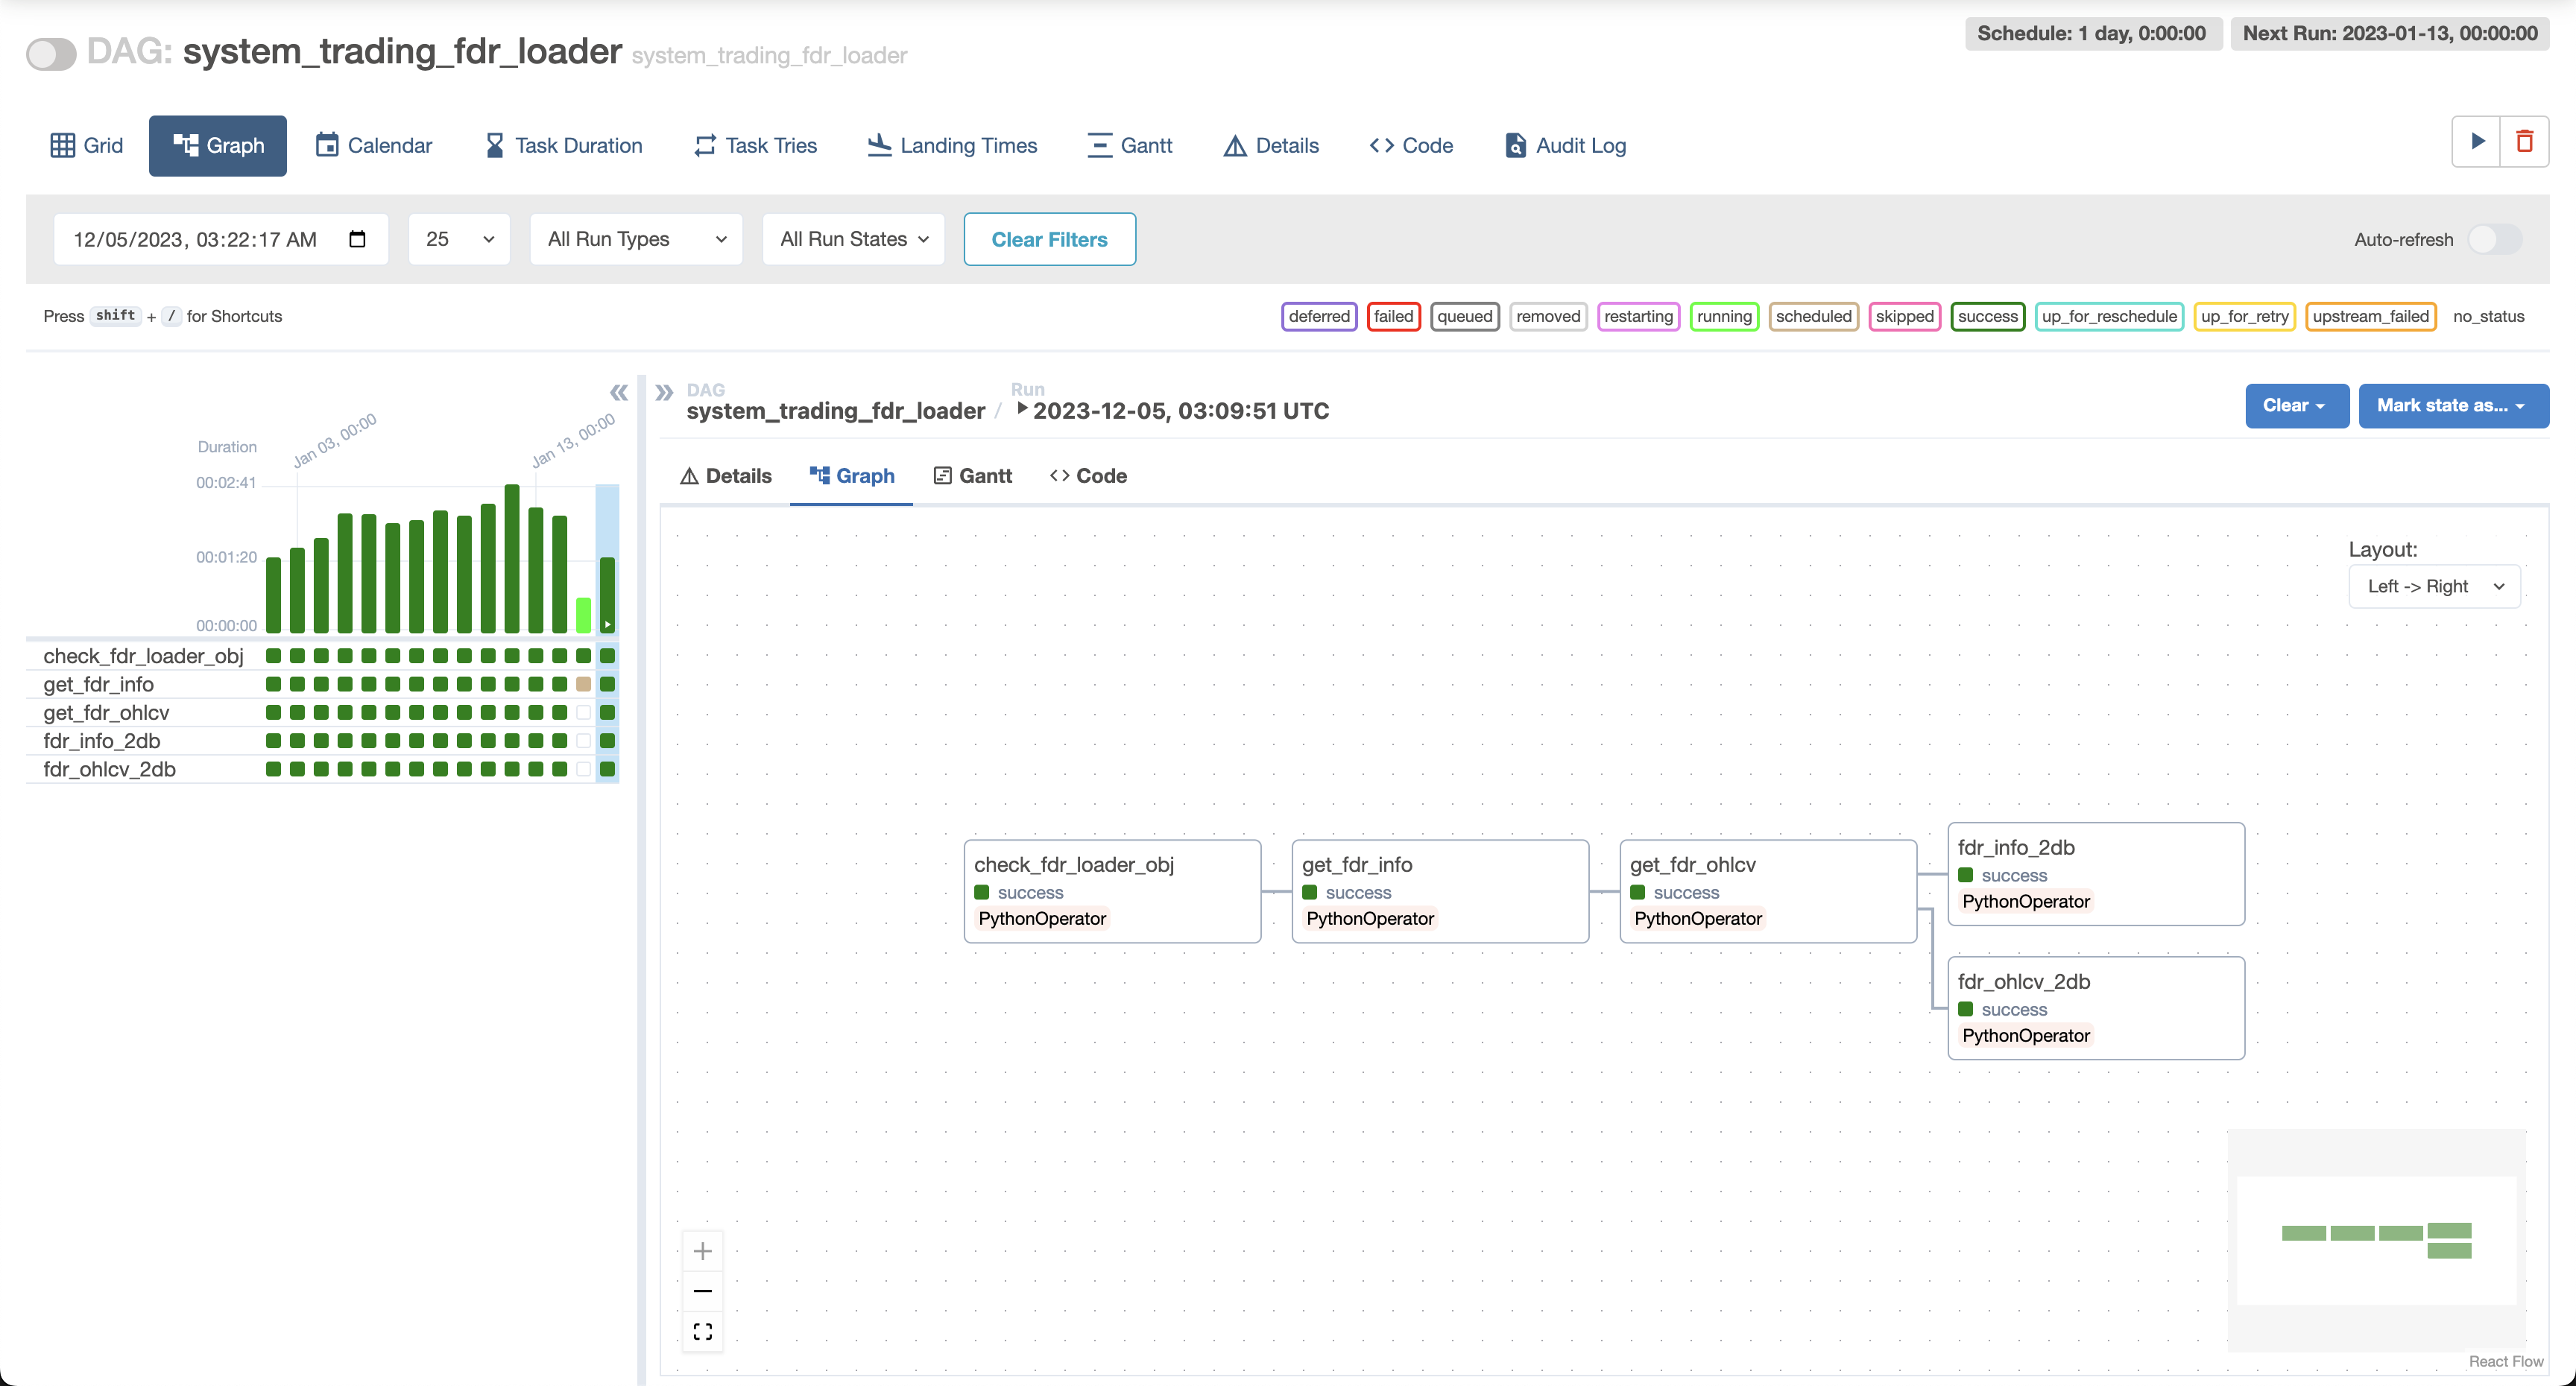 DAG: system_trading_fdr_loader system_trading_fdr_loader
Schedule: 1 day, 0:00:00 Next Run: 2023-01-13, 00:00:00
Grid Graph Calendar Task Duration Task Tries Landing Times Gantt Details Code Audit Log
12/05/2023, 03:22:17 AM 25 All Run Types All Run States Clear Filters Auto-refresh
Press shift + / for Shortcuts
deferred failed queued removed restarting running scheduled skipped success up_for_reschedule up_for_retry upstream_failed no_status
Duration
Jan 03, 00:00
Jan 13, 00:00
00:02:41
00:01:20
00:00:00
check_fdr_loader_obj
get_fdr_info
get_fdr_ohlcv
fdr_info_2db
fdr_ohlcv_2db
DAG
system_trading_fdr_loader /
Run
2023-12-05, 03:09:51 UTC
Clear
Mark state as...
Details Graph Gantt Code
Layout:
Left -> Right
check_fdr_loader_obj
success
PythonOperator
get_fdr_info
success
PythonOperator
get_fdr_ohlcv
success
PythonOperator
fdr_info_2db
success
PythonOperator
fdr_ohlcv_2db
success
PythonOperator
React Flow